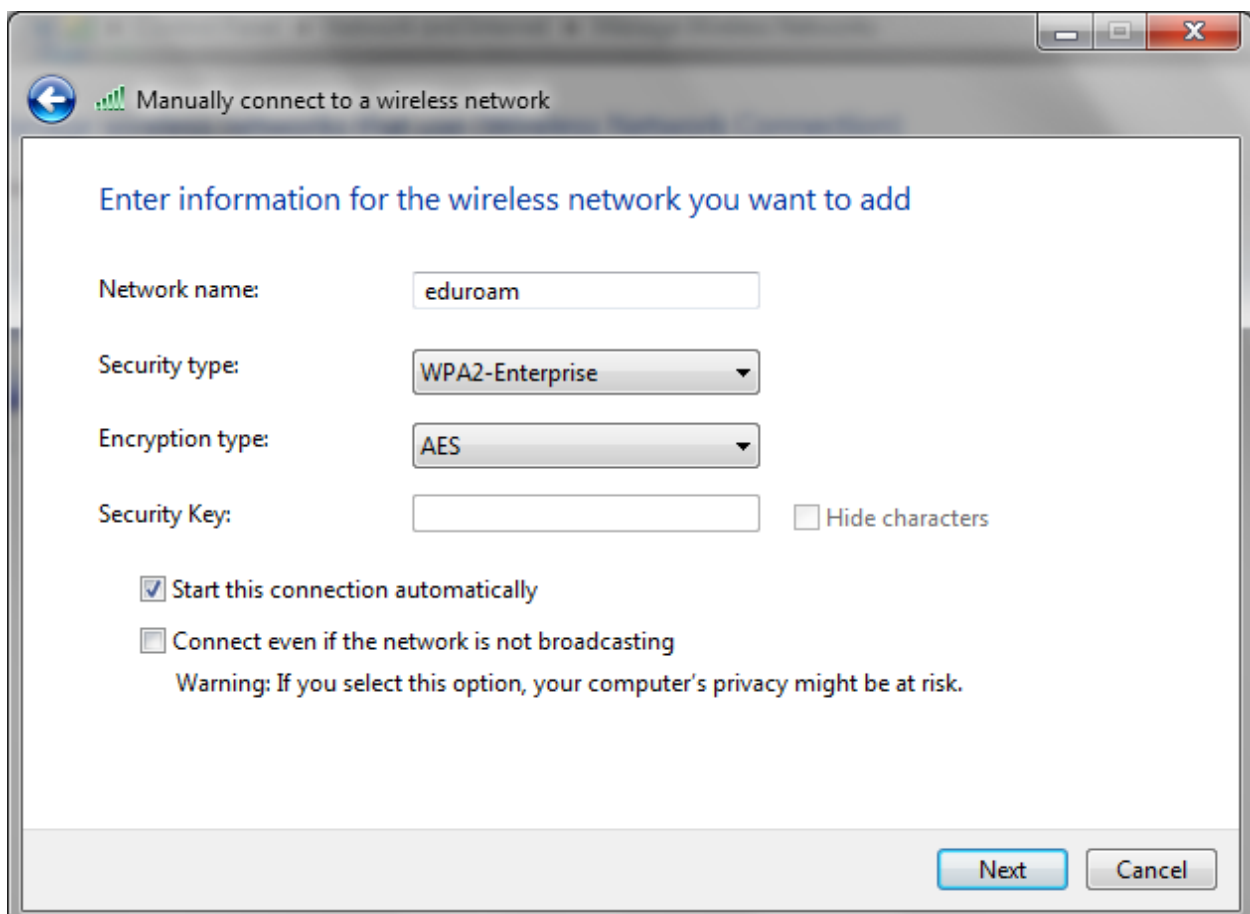 Manually connect to a wireless network
Enter information for the wireless network you want to add
Network name: eduroam
Security type: WPA2-Enterprise
Encryption type: AES
Security Key: Hide characters
Start this connection automatically
Connect even if the network is not broadcasting
Warning: If you select this option, your computer's privacy might be at risk.
Next Cancel